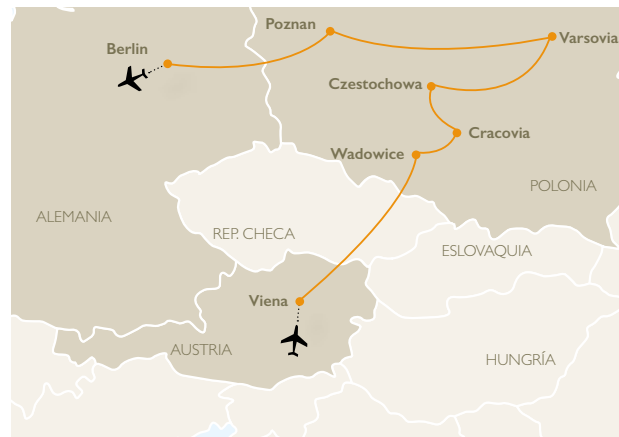 Poznan
Berlin
Varsovia
Czestochowa
Cracovia
Wadowice
POLONIA
ALEMANIA
REP. CHECA
ESLOVAQUIA
Viena
AUSTRIA
HUNGRÍA